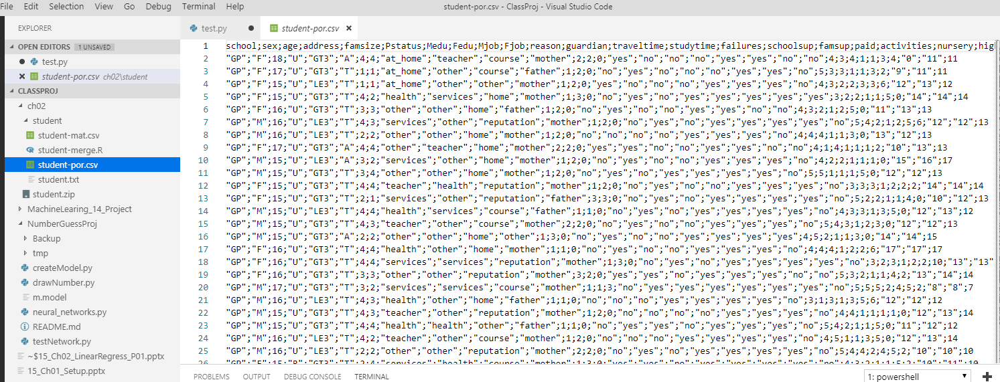 File Edit Selection View Go Debug Terminal Help student-por.csv - ClassProj - Visual Studio Code
EXPLORER
OPEN EDITORS 1 UNSAVED
test.py
student-por.csv ch02\student
CLASSPROJ
ch02
student
student-mat.csv
student-merge.R
student-por.csv
student.txt
student.zip
MachineLearing_14_Project
NumberGuessProj
Backup
tmp
createModel.py
drawNumber.py
m.model
neural_networks.py
README.md
testNetwork.py
~$15_Ch02_LinearRegress_P01.pptx
15_Ch01_Setup.pptx
test.py student-por.csv
1 school;sex;age;address;famsize;Pstatus;Medu;Fedu;Mjob;Fjob;reason;guardian;traveltime;studytime;failures;schoolsup;famsup;paid;activities;nursery;hig
2 "GP";"F";18;"U";"GT3";"A";4;4;"at_home";"teacher";"course";"mother";2;2;0;"yes";"no";"no";"no";"yes";"yes";"no";"no";4;3;4;1;1;3;4;"0";"11";11
3 "GP";"F";17;"U";"GT3";"T";1;1;"at_home";"other";"course";"father";1;2;0;"no";"yes";"no";"no";"no";"yes";"yes";"no";5;3;3;1;1;3;2;"9";"11";11
4 "GP";"F";15;"U";"LE3";"T";1;1;"at_home";"other";"other";"mother";1;2;0;"yes";"no";"no";"no";"yes";"yes";"yes";"no";4;3;2;2;3;3;6;"12";"13";12
5 "GP";"F";15;"U";"GT3";"T";4;2;"health";"services";"home";"mother";1;3;0;"no";"yes";"no";"yes";"yes";"yes";"yes";"yes";3;2;2;1;1;5;0;"14";"14";14
6 "GP";"F";16;"U";"GT3";"T";3;3;"other";"other";"home";"father";1;2;0;"no";"yes";"no";"no";"yes";"yes";"no";"no";4;3;2;1;2;5;0;"11";"13";13
7 "GP";"M";16;"U";"LE3";"T";4;3;"services";"other";"reputation";"mother";1;2;0;"no";"yes";"no";"yes";"yes";"yes";"yes";"no";5;4;2;1;2;5;6;"12";"12";13
8 "GP";"M";16;"U";"LE3";"T";2;2;"other";"other";"home";"mother";1;2;0;"no";"no";"no";"no";"yes";"yes";"yes";"no";4;4;4;1;1;3;0;"13";"12";13
9 "GP";"F";17;"U";"GT3";"A";4;4;"other";"teacher";"home";"mother";2;2;0;"yes";"yes";"no";"no";"yes";"yes";"no";"no";4;1;4;1;1;1;2;"10";"13";13
10 "GP";"M";15;"U";"LE3";"A";3;2;"services";"other";"home";"mother";1;2;0;"no";"yes";"no";"no";"yes";"yes";"yes";"no";4;2;2;1;1;1;0;"15";"16";17
11 "GP";"M";15;"U";"GT3";"T";3;4;"other";"other";"home";"mother";1;2;0;"no";"yes";"no";"yes";"yes";"yes";"yes";"no";5;5;1;1;1;5;0;"12";"12";13
12 "GP";"F";15;"U";"GT3";"T";4;4;"teacher";"health";"reputation";"mother";1;2;0;"no";"yes";"no";"no";"yes";"yes";"yes";"no";3;3;3;1;2;2;2;"14";"14";14
13 "GP";"F";15;"U";"GT3";"T";2;1;"services";"other";"reputation";"father";3;3;0;"no";"yes";"no";"yes";"yes";"yes";"yes";"no";5;2;2;1;1;4;0;"10";"12";13
14 "GP";"M";15;"U";"LE3";"T";4;4;"health";"services";"course";"father";1;1;0;"no";"yes";"no";"yes";"yes";"yes";"yes";"no";4;3;3;1;3;5;0;"12";"13";12
15 "GP";"M";15;"U";"GT3";"T";4;3;"teacher";"other";"course";"mother";2;2;0;"no";"yes";"no";"no";"yes";"yes";"yes";"no";5;4;3;1;2;3;0;"12";"12";13
16 "GP";"M";15;"U";"GT3";"A";2;2;"other";"other";"home";"other";1;3;0;"no";"yes";"no";"no";"yes";"yes";"yes";"yes";4;5;2;1;1;3;0;"14";"14";15
17 "GP";"F";16;"U";"GT3";"T";4;4;"health";"other";"home";"mother";1;1;0;"no";"yes";"no";"no";"yes";"yes";"yes";"no";4;4;4;1;2;2;6;"17";"17";17
18 "GP";"F";16;"U";"GT3";"T";4;4;"services";"services";"reputation";"mother";1;3;0;"no";"yes";"no";"yes";"yes";"yes";"yes";"no";3;2;3;1;2;2;10;"13";"13"
19 "GP";"F";16;"U";"GT3";"T";3;3;"other";"other";"reputation";"mother";3;2;0;"yes";"yes";"no";"yes";"yes";"yes";"no";"no";5;3;2;1;1;4;2;"13";"14";14
20 "GP";"M";17;"U";"GT3";"T";3;2;"services";"services";"course";"mother";1;1;3;"no";"yes";"yes";"yes";"yes";"yes";"yes";"no";5;5;5;2;4;5;2;"8";"8";7
21 "GP";"M";16;"U";"LE3";"T";4;3;"health";"other";"home";"father";1;1;0;"no";"no";"no";"no";"yes";"yes";"yes";"no";3;1;3;1;3;5;6;"12";"12";12
22 "GP";"M";15;"U";"GT3";"T";4;3;"teacher";"other";"reputation";"mother";1;2;0;"no";"no";"no";"no";"yes";"yes";"yes";"no";4;4;1;1;1;1;0;"12";"13";14
23 "GP";"M";15;"U";"GT3";"T";4;4;"health";"health";"other";"father";1;1;0;"no";"yes";"yes";"no";"yes";"yes";"yes";"no";5;4;2;1;1;5;0;"11";"12";12
24 "GP";"M";16;"U";"LE3";"T";4;2;"teacher";"other";"course";"mother";1;2;0;"no";"no";"no";"yes";"yes";"yes";"yes";"no";4;5;1;1;3;5;0;"12";"13";14
25 "GP";"M";16;"U";"LE3";"T";2;2;"other";"other";"reputation";"mother";2;2;0;"no";"yes";"no";"yes";"yes";"yes";"yes";"no";5;4;4;2;4;5;2;"10";"10";10
PROBLEMS OUTPUT DEBUG CONSOLE TERMINAL 1: powershell